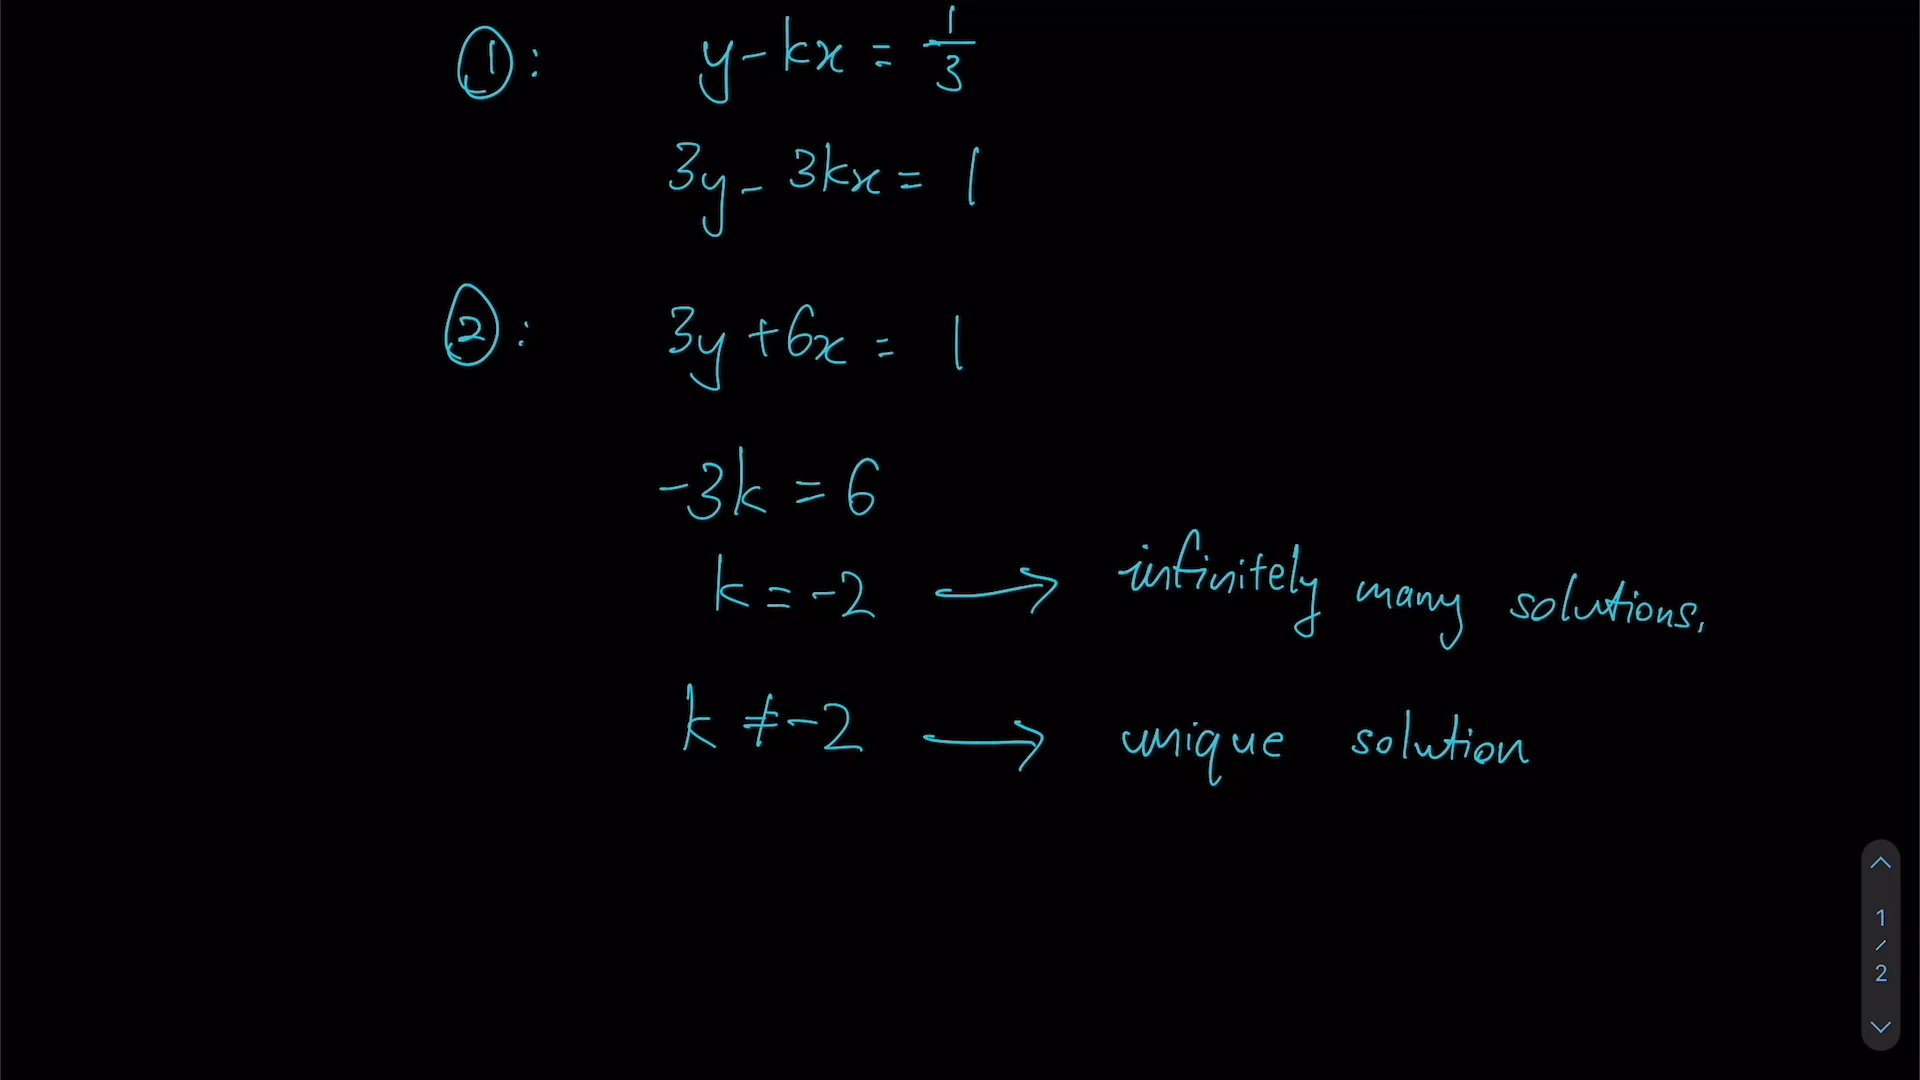 ①: y - kx = 1/3
3y - 3kx = 1
②: 3y + 6x = 1
-3k = 6
k = -2 → infinitely many solutions.
k ≠ -2 → unique solution
1
/
2